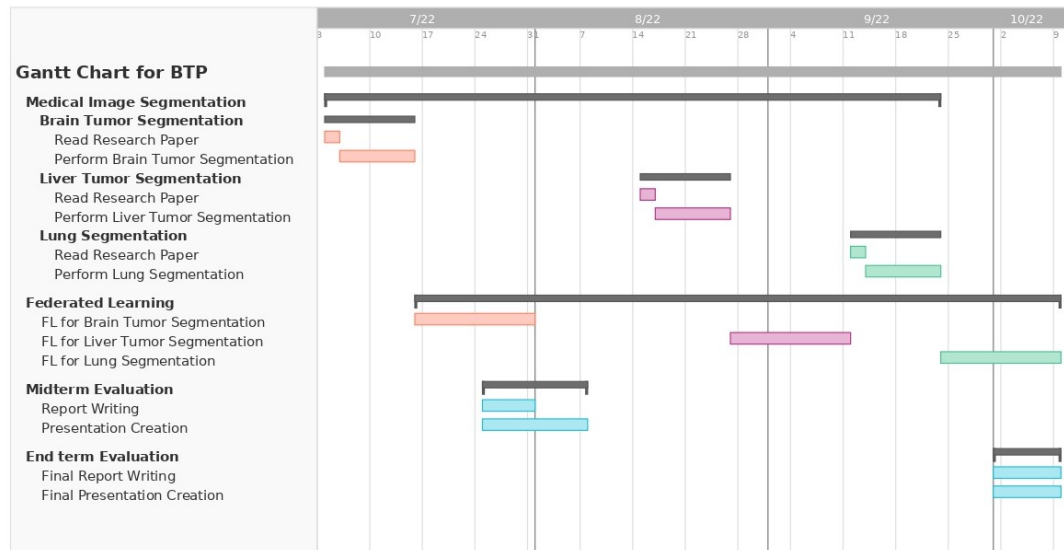 7/22 8/22 9/22 10/22
3 10 17 24 31 7 14 21 28 4 11 18 25 2 9
Gantt Chart for BTP
Medical Image Segmentation
Brain Tumor Segmentation
Read Research Paper
Perform Brain Tumor Segmentation
Liver Tumor Segmentation
Read Research Paper
Perform Liver Tumor Segmentation
Lung Segmentation
Read Research Paper
Perform Lung Segmentation
Federated Learning
FL for Brain Tumor Segmentation
FL for Liver Tumor Segmentation
FL for Lung Segmentation
Midterm Evaluation
Report Writing
Presentation Creation
End term Evaluation
Final Report Writing
Final Presentation Creation